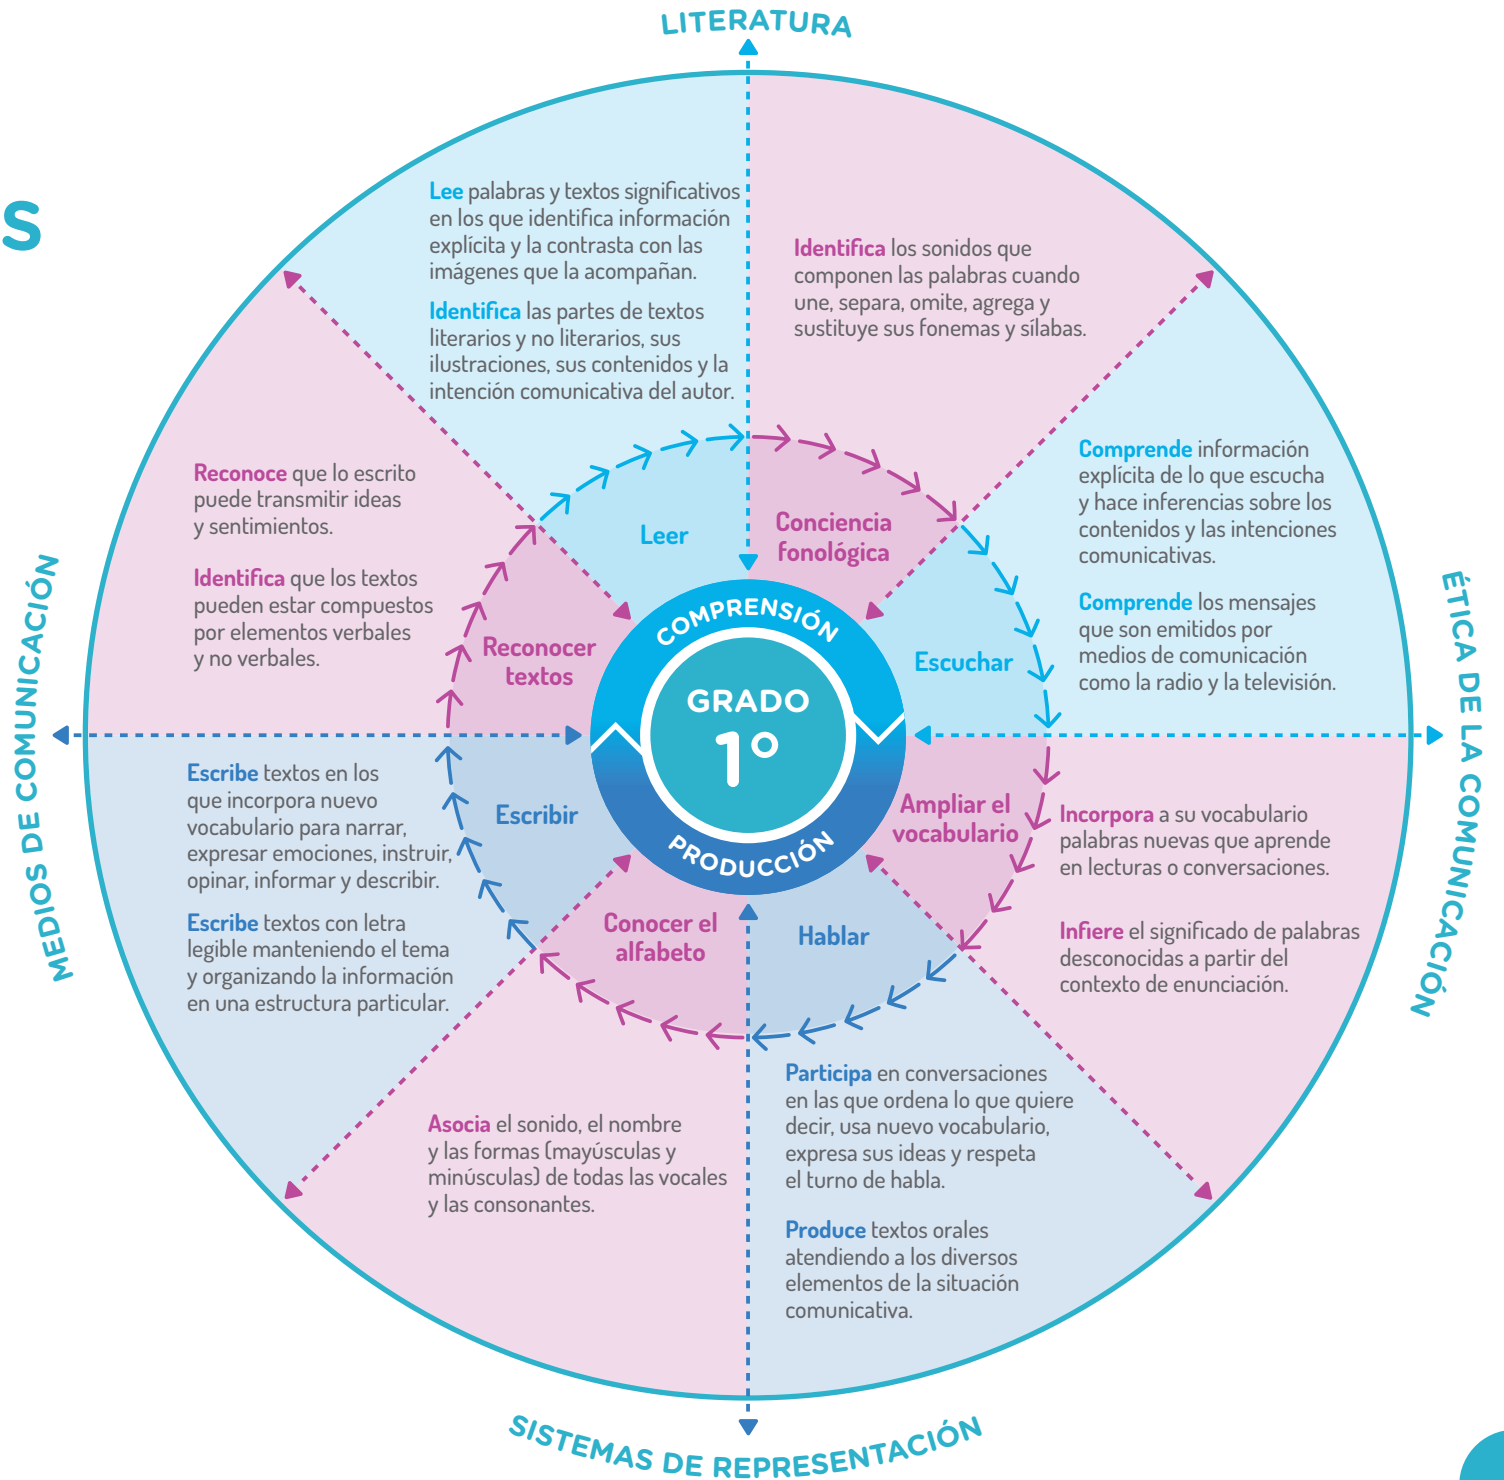 LITERATURA
S
Lee palabras y textos significativos
en los que identifica información
explícita y la contrasta con las
imágenes que la acompañan.
Identifica las partes de textos
literarios y no literarios, sus
ilustraciones, sus contenidos y la
intención comunicativa del autor.
Identifica los sonidos que
componen las palabras cuando
une, separa, omite, agrega y
sustituye sus fonemas y sílabas.
Reconoce que lo escrito
puede transmitir ideas
y sentimientos.
Identifica que los textos
pueden estar compuestos
por elementos verbales
y no verbales.
Comprende información
explícita de lo que escucha
y hace inferencias sobre los
contenidos y las intenciones
comunicativas.
Comprende los mensajes
que son emitidos por
medios de comunicación
como la radio y la televisión.
Leer
Conciencia
fonológica
Reconocer
textos
Escuchar
COMPRENSIÓN
GRADO
1º
PRODUCCIÓN
MEDIOS DE COMUNICACIÓN
ÉTICA DE LA COMUNICACIÓN
Escribir
Ampliar el
vocabulario
Conocer el
alfabeto
Hablar
Escribe textos en los
que incorpora nuevo
vocabulario para narrar,
expresar emociones, instruir,
opinar, informar y describir.
Escribe textos con letra
legible manteniendo el tema
y organizando la información
en una estructura particular.
Incorpora a su vocabulario
palabras nuevas que aprende
en lecturas o conversaciones.
Infiere el significado de palabras
desconocidas a partir del
contexto de enunciación.
Asocia el sonido, el nombre
y las formas (mayúsculas y
minúsculas) de todas las vocales
y las consonantes.
Participa en conversaciones
en las que ordena lo que quiere
decir, usa nuevo vocabulario,
expresa sus ideas y respeta
el turno de habla.
Produce textos orales
atendiendo a los diversos
elementos de la situación
comunicativa.
SISTEMAS DE REPRESENTACIÓN